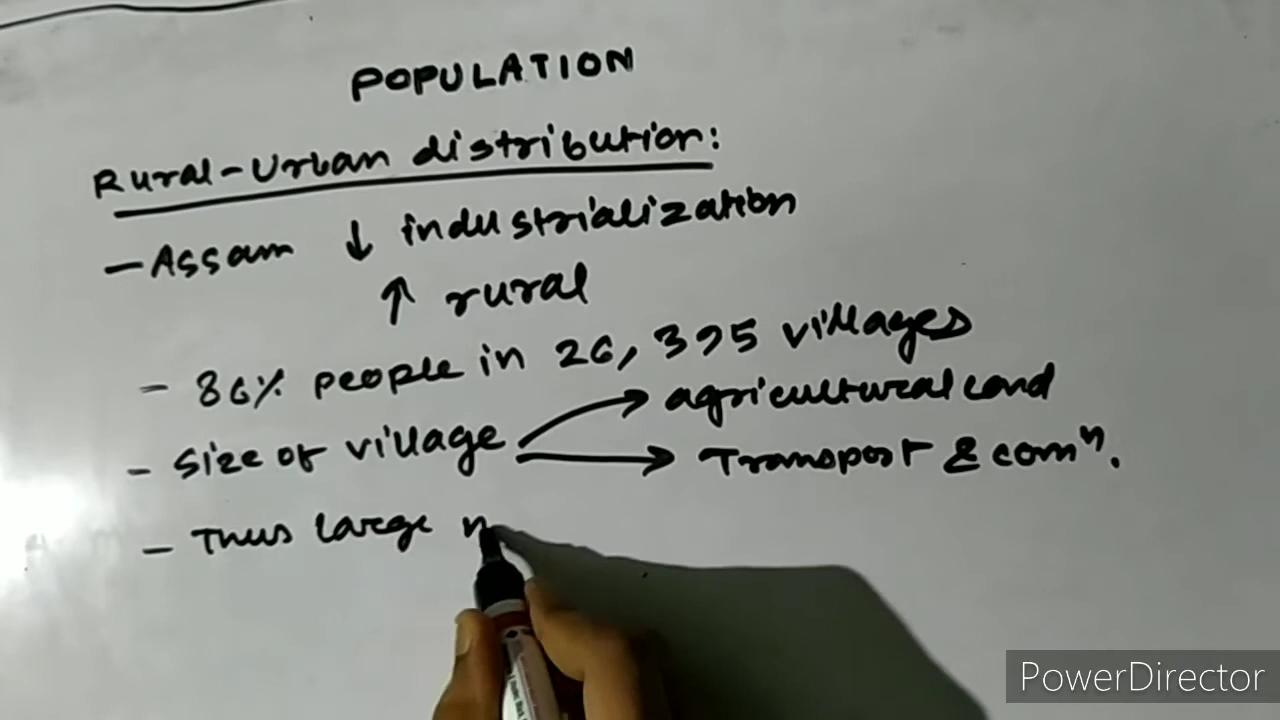 POPULATION
Rural-Urban distribution:
- Assam ↓ industrialization
↑ rural
- 86% people in 26,395 villages
- Size of village → agricultural land
→ Transport & comⁿ.
- Thus large n
PowerDirector